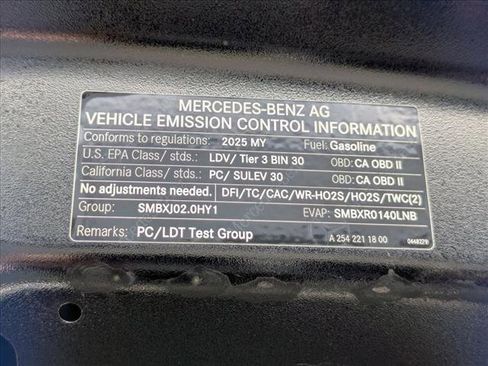 MERCEDES-BENZ AG
VEHICLE EMISSION CONTROL INFORMATION
Conforms to regulations: 2025 MY Fuel: Gasoline
U.S. EPA Class/ stds.: LDV/ Tier 3 BIN 30 OBD: CA OBD II
California Class/ stds.: PC/ SULEV 30 OBD: CA OBD II
No adjustments needed. DFI/TC/CAC/WR-HO2S/HO2S/TWC(2)
Group: SMBXJ02.0HY1 EVAP: SMBXR0140LNB
Remarks: PC/LDT Test Group A 254 221 18 00